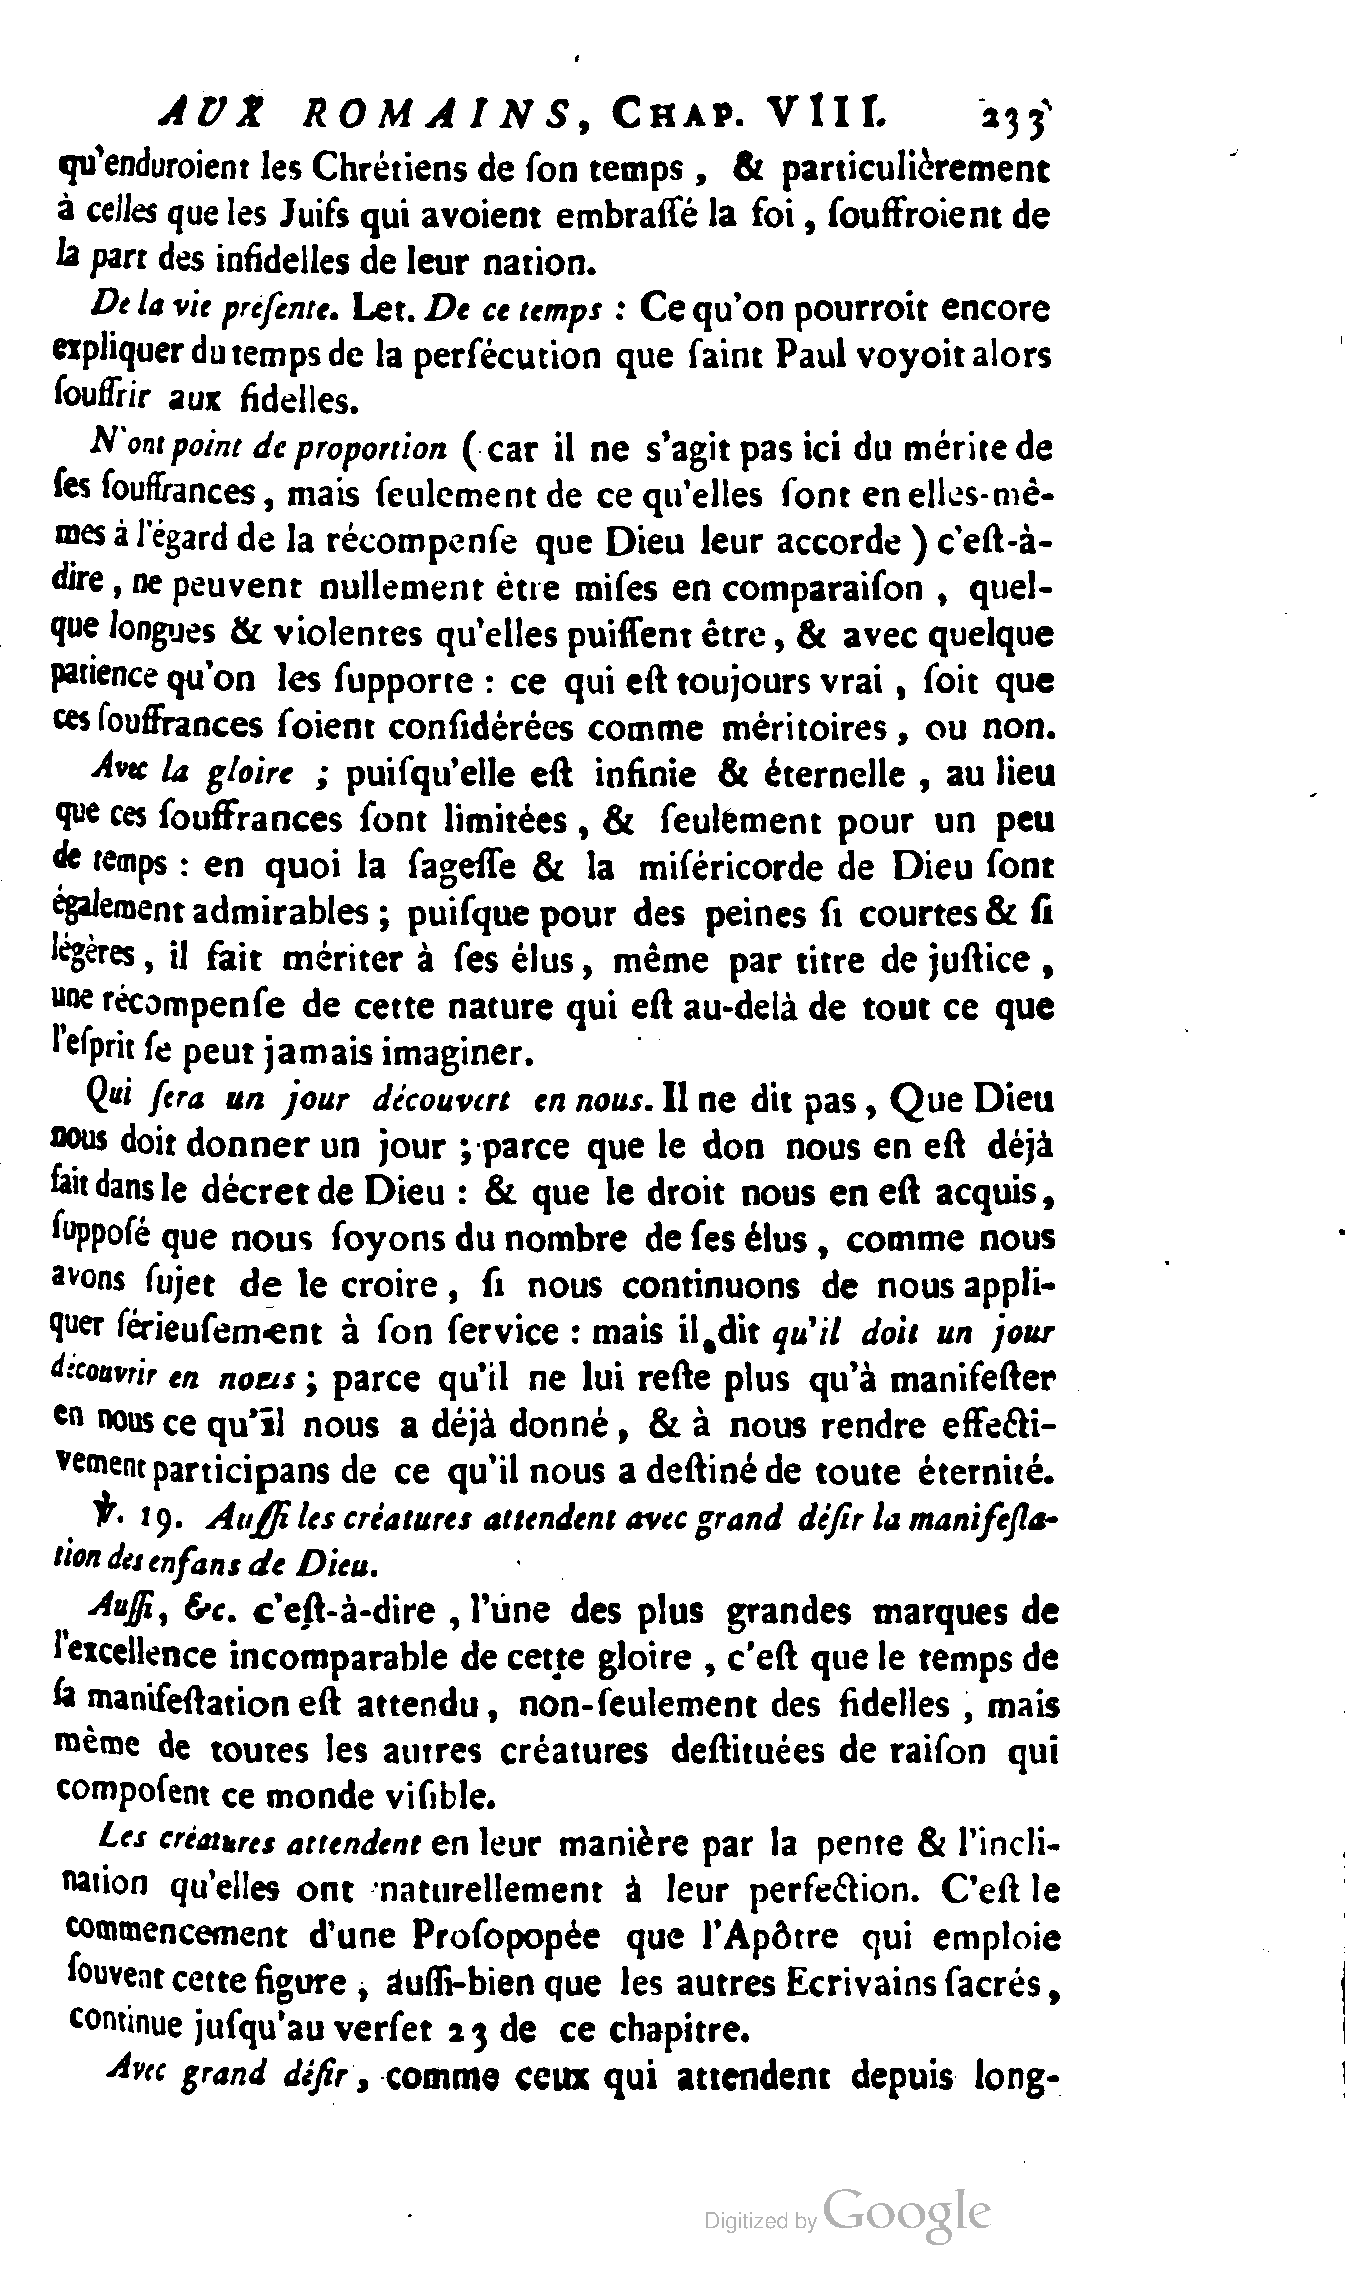 AUX ROMAINS, CHAP. VIII. 233
qu'enduroient les Chrétiens de ſon temps , & particulièrement
à celles que les Juifs qui avoient embraſſé la foi , ſouffroient de
la part des infidelles de leur nation.
De la vie préſente. Let. De ce temps : Ce qu'on pourroit encore
expliquer du temps de la perſécution que ſaint Paul voyoit alors
ſouffrir aux fidelles.
N'ont point de proportion ( car il ne s'agit pas ici du mérite de
ſes ſouffrances , mais ſeulement de ce qu'elles ſont en elles-mê-
mes à l'égard de la récompenſe que Dieu leur accorde ) c'eſt-à-
dire , ne peuvent nullement être miſes en comparaiſon , quel-
que longues & violentes qu'elles puiſſent être , & avec quelque
patience qu'on les ſupporte : ce qui eſt toujours vrai , ſoit que
ces ſouffrances ſoient conſidérées comme méritoires , ou non.
Avec la gloire ; puiſqu'elle eſt infinie & éternelle , au lieu
que ces ſouffrances ſont limitées , & ſeulement pour un peu
de temps : en quoi la ſageſſe & la miſéricorde de Dieu ſont
également admirables ; puiſque pour des peines ſi courtes & ſi
légères , il fait mériter à ſes élus , même par titre de juſtice ,
une récompenſe de cette nature qui eſt au-delà de tout ce que
l'eſprit ſe peut jamais imaginer.
Qui ſera un jour découvert en nous. Il ne dit pas , Que Dieu
nous doit donner un jour ; parce que le don nous en eſt déjà
fait dans le décret de Dieu : & que le droit nous en eſt acquis,
ſuppoſé que nous ſoyons du nombre de ſes élus , comme nous
avons ſujet de le croire , ſi nous continuons de nous appli-
quer ſérieuſement à ſon ſervice : mais il dit qu'il doit un jour
découvrir en nous ; parce qu'il ne lui reſte plus qu'à manifeſter
en nous ce qu'il nous a déjà donné , & à nous rendre effecti-
vement participans de ce qu'il nous a deſtiné de toute éternité.
℣. 19. Auſſi les créatures attendent avec grand déſir la manifeſta-
tion des enfans de Dieu.
Auſſi, &c. c'eſt-à-dire , l'une des plus grandes marques de
l'excellence incomparable de cette gloire , c'eſt que le temps de
ſa manifeſtation eſt attendu , non-ſeulement des fidelles , mais
même de toutes les autres créatures deſtituées de raiſon qui
compoſent ce monde viſible.
Les créatures attendent en leur manière par la pente & l'incli-
nation qu'elles ont naturellement à leur perfection. C'eſt le
commencement d'une Proſopopée que l'Apôtre qui emploie
ſouvent cette figure , auſſi-bien que les autres Ecrivains ſacrés ,
continue juſqu'au verſet 23 de ce chapitre.
Avec grand déſir , comme ceux qui attendent depuis long-
Digitized by Google